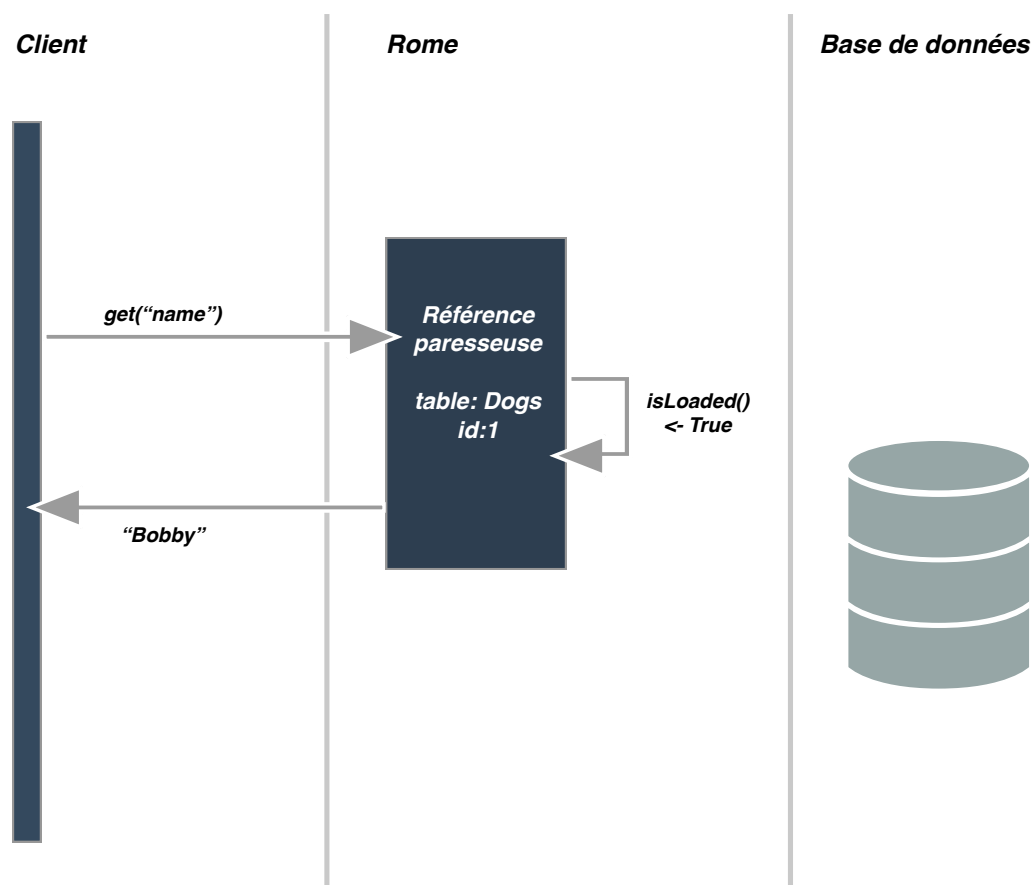 Client
Rome
Base de données
get(“name”)
Référence
paresseuse
table: Dogs
id:1
isLoaded()
<- True
“Bobby”